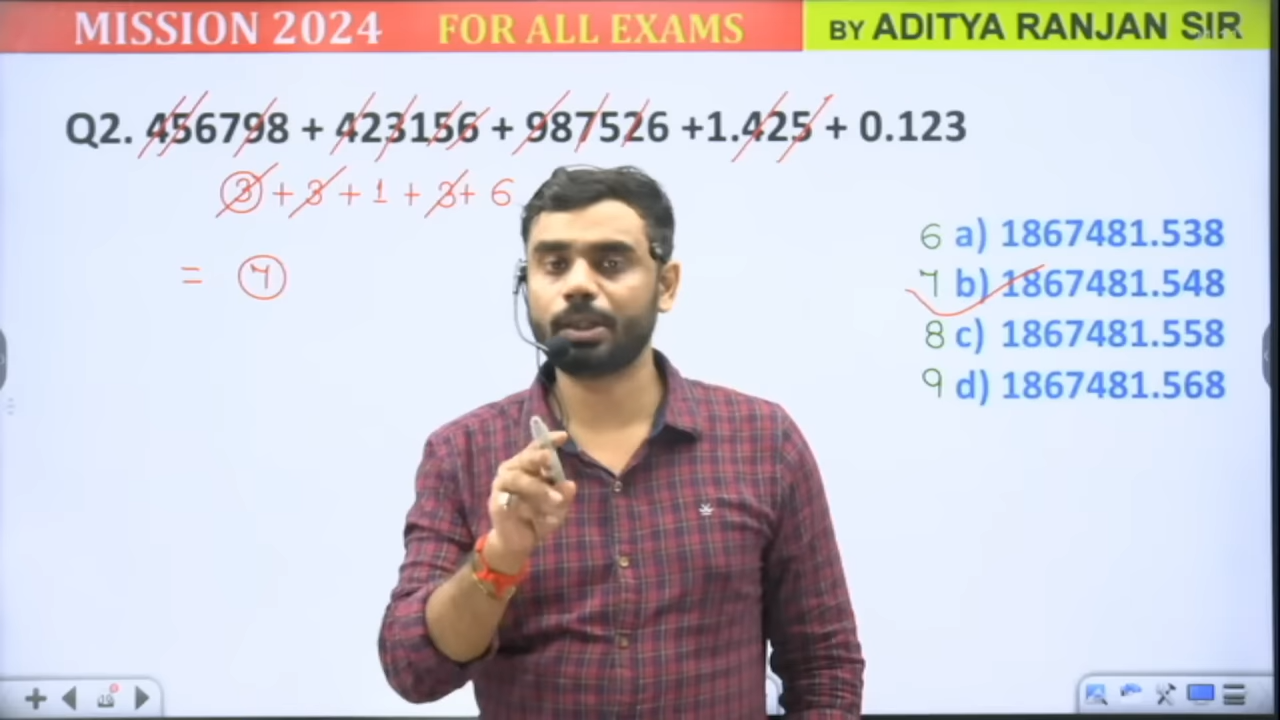 MISSION 2024 FOR ALL EXAMS BY ADITYA RANJAN SIR
Q2. 456798 + 423156 + 987526 +1.425 + 0.123
3 + 3 + 1 + 3 + 6
= 7
6 a) 1867481.538
7 b) 1867481.548
8 c) 1867481.558
9 d) 1867481.568